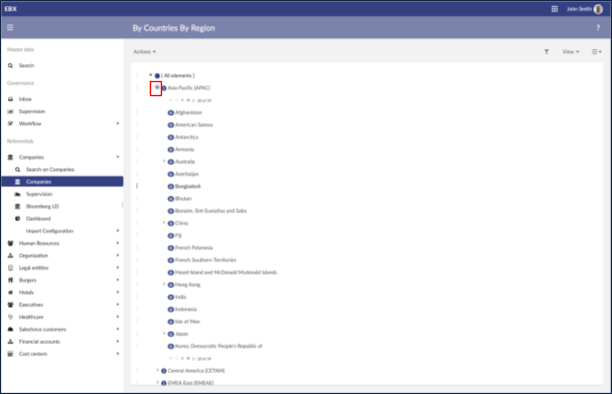 EBX
John Smith
By Countries By Region
?
Master data
Search
Governance
Inbox
Supervision
Workflow
Referentials
Companies
Search on Companies
Companies
Supervision
Bloomberg LEI
Dashboard
Import Configuration
Human Resources
Organization
Legal entities
Burgers
Hotels
Executives
Healthcare
Salesforce customers
Financial accounts
Cost centers
Actions
View
[ All elements ]
Asia Pacific (APAC)
1 - 20 of 59
Afghanistan
American Samoa
Antarctica
Armenia
Australia
Azerbaijan
Bangladesh
Bhutan
Bonaire, Sint Eustatius and Saba
China
Fiji
French Polynesia
French Southern Territories
Heard Island and McDonald Mcdonald Islands
Hong Kong
India
Indonesia
Isle of Man
Japan
Korea, Democratic People's Republic of
Central America (CETAM)
EMEA East (EMEAE)